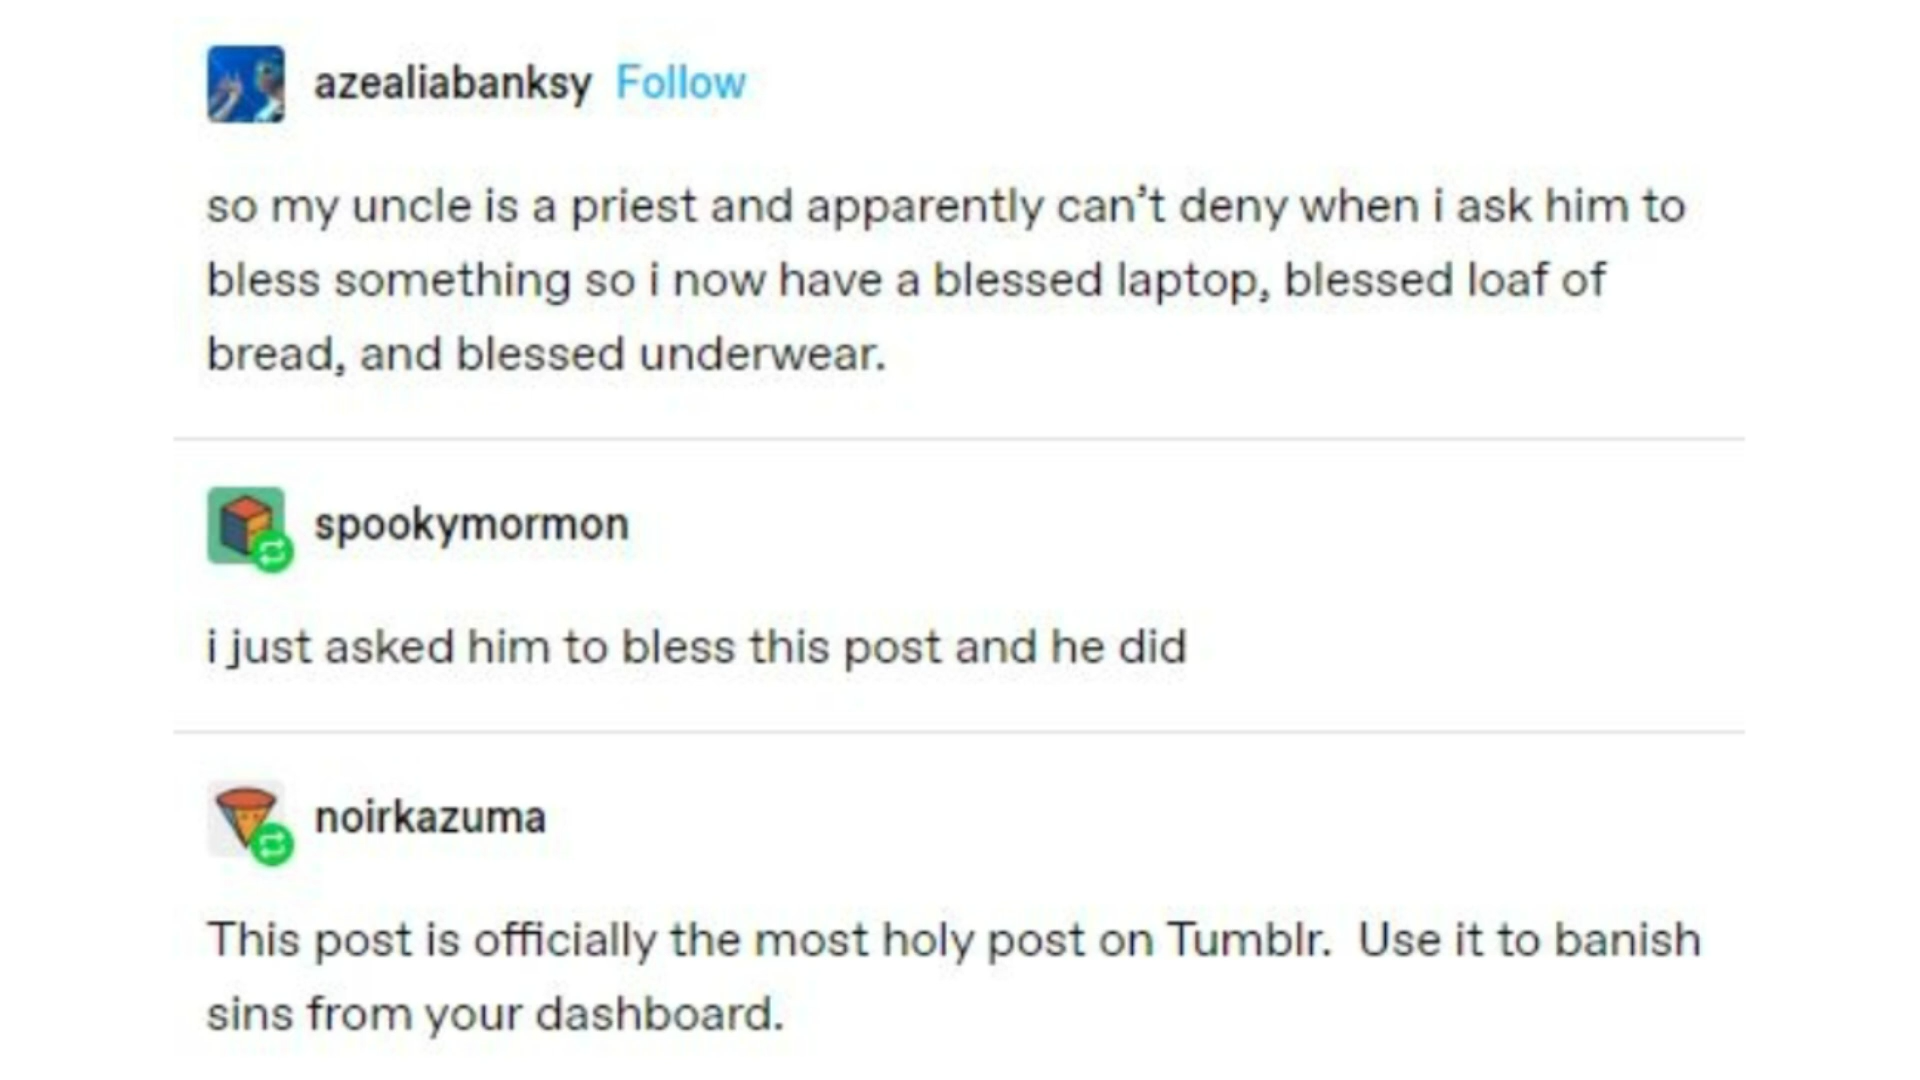 azealiabanksy Follow
so my uncle is a priest and apparently can’t deny when i ask him to
bless something so i now have a blessed laptop, blessed loaf of
bread, and blessed underwear.
spookymormon
i just asked him to bless this post and he did
noirkazuma
This post is officially the most holy post on Tumblr.  Use it to banish
sins from your dashboard.